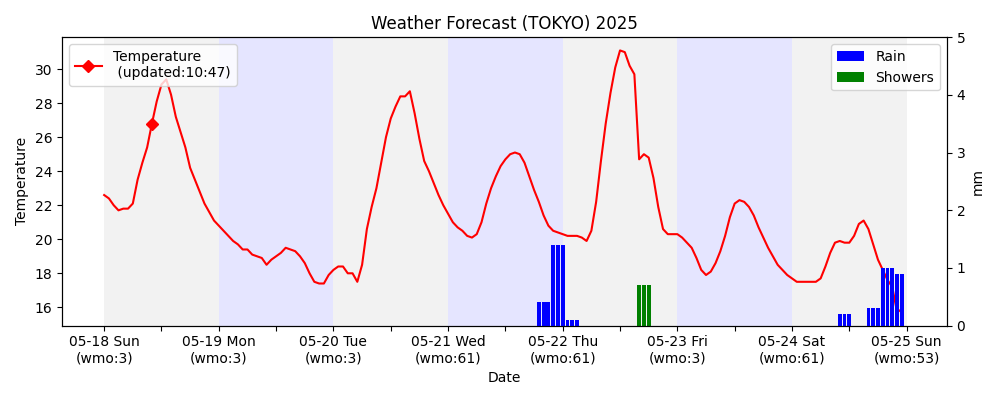 Weather Forecast (TOKYO) 2025
Temperature
(updated:10:47)
Rain
Showers
Temperature
30
28
26
24
22
20
18
16
5
4
3
2
1
0
mm
05-18 Sun
(wmo:3)
05-19 Mon
(wmo:3)
05-20 Tue
(wmo:3)
05-21 Wed
(wmo:61)
05-22 Thu
(wmo:61)
05-23 Fri
(wmo:3)
05-24 Sat
(wmo:61)
05-25 Sun
(wmo:53)
Date